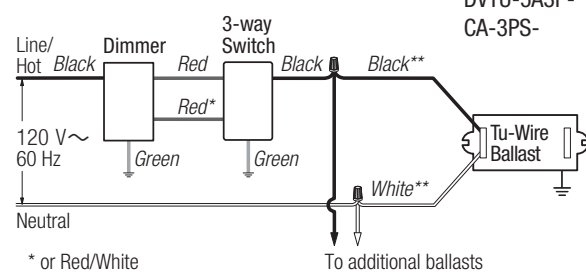 CA-3PS-
3-way
Switch
Line/
Hot
Black
Dimmer
Red
Black
Black**
Red*
120 V~
60 Hz
Green
Green
Tu-Wire
Ballast
White**
Neutral
* or Red/White
To additional ballasts